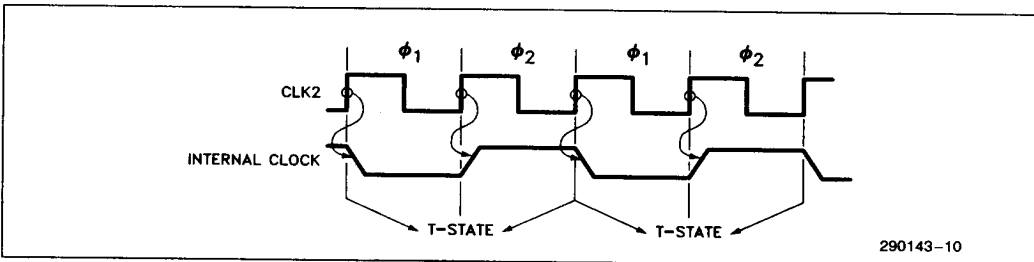 ϕ1 ϕ2 ϕ1 ϕ2
CLK2
INTERNAL CLOCK
T-STATE T-STATE
290143-10